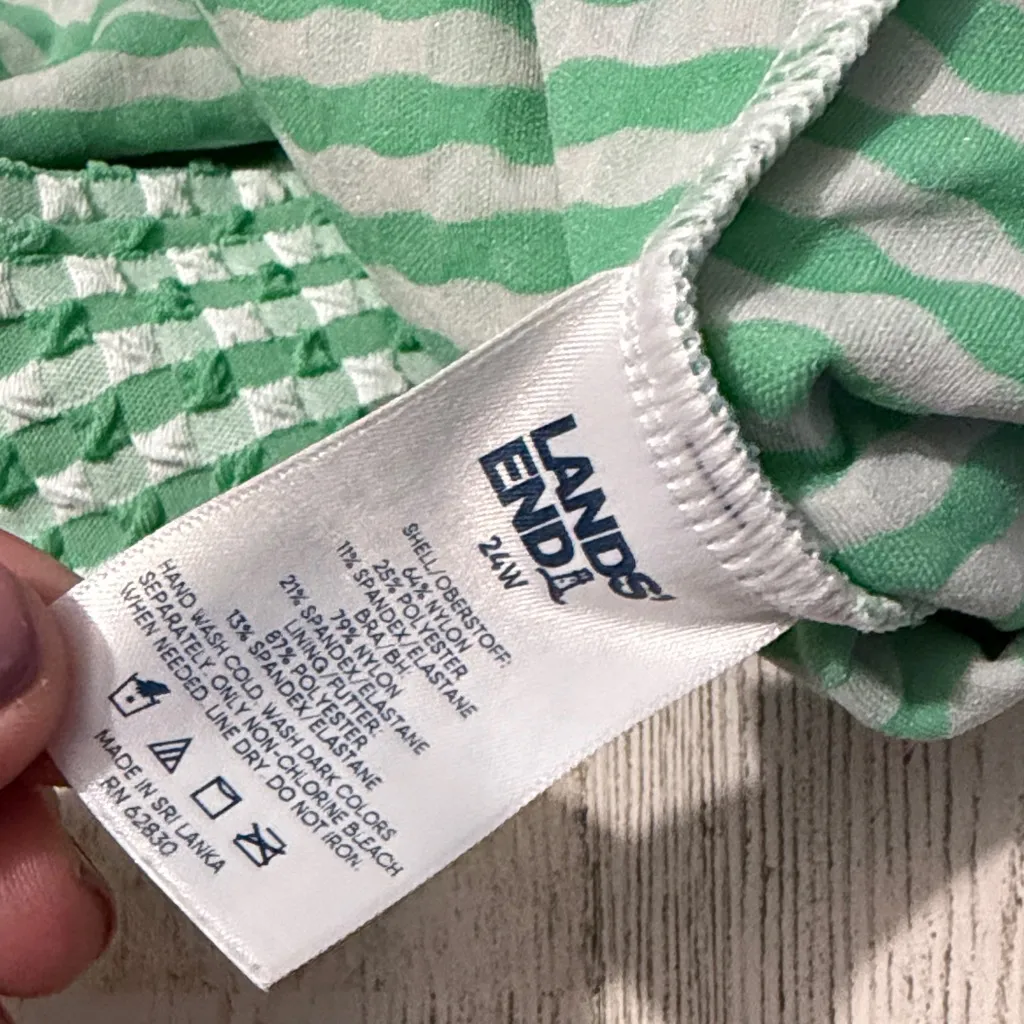 LANDS'
END
24W
SHELL/OBERSTOFF:
64% NYLON
25% POLYESTER
11% SPANDEX/ELASTANE
BRA/BH
79% NYLON
21% SPANDEX/ELASTANE
LINING/FUTTER:
87% POLYESTER
13% SPANDEX/ELASTANE
HAND WASH COLD. WASH DARK COLORS
SEPARATELY. ONLY NON-CHLORINE BLEACH
WHEN NEEDED. LINE DRY. DO NOT IRON.
MADE IN SRI LANKA
RN 62830